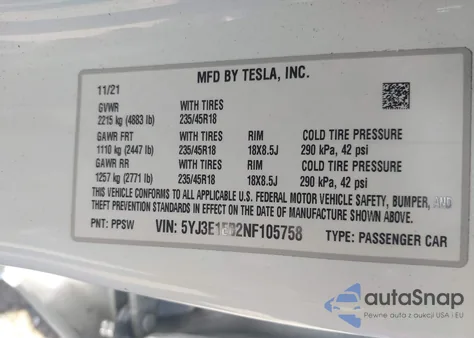 MFD BY TESLA, INC.
11/21
GVWR WITH TIRES
2215 kg (4883 lb) 235/45R18
GAWR FRT WITH TIRES RIM COLD TIRE PRESSURE
1110 kg (2447 lb) 235/45R18 18X8.5J 290 kPa, 42 psi
GAWR RR WITH TIRES RIM COLD TIRE PRESSURE
1257 kg (2771 lb) 235/45R18 18X8.5J 290 kPa, 42 psi
THIS VEHICLE CONFORMS TO ALL APPLICABLE U.S. FEDERAL MOTOR VEHICLE SAFETY, BUMPER, AND
THEFT PREVENTION STANDARDS IN EFFECT ON THE DATE OF MANUFACTURE SHOWN ABOVE.
PNT: PPSW VIN: TYPE: PASSENGER CAR
autoSnap
Pewne auta z aukcji USA i EU